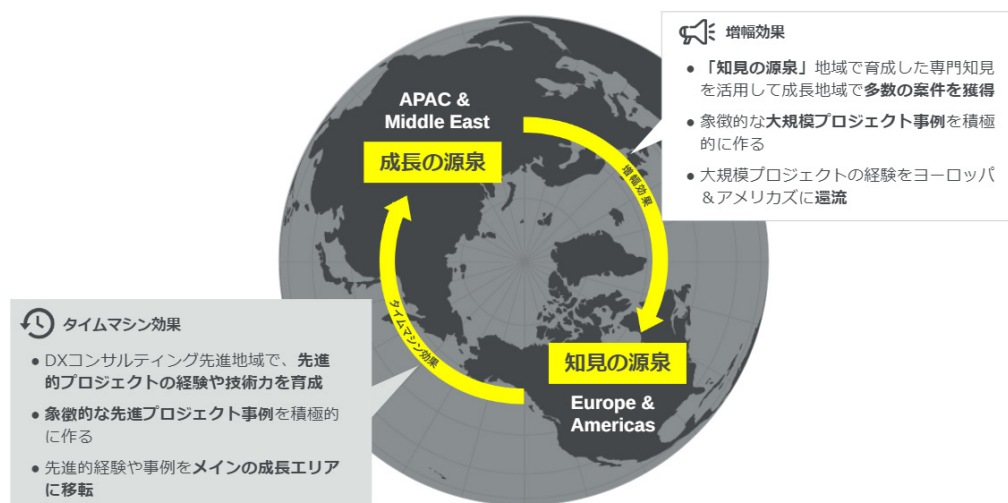 増幅効果
● 「知見の源泉」地域で育成した専門知見
を活用して成長地域で多数の案件を獲得
● 象徴的な大規模プロジェクト事例を積極
的に作る
● 大規模プロジェクトの経験をヨーロッパ
&アメリカズに還流
APAC &
Middle East
成長の源泉
増幅効果
タイムマシン効果
知見の源泉
Europe &
Americas
タイムマシン効果
● DXコンサルティング先進地域で、先進
的プロジェクトの経験や技術力を育成
● 象徴的な先進プロジェクト事例を積極的
に作る
● 先進的経験や事例をメインの成長エリア
に移転